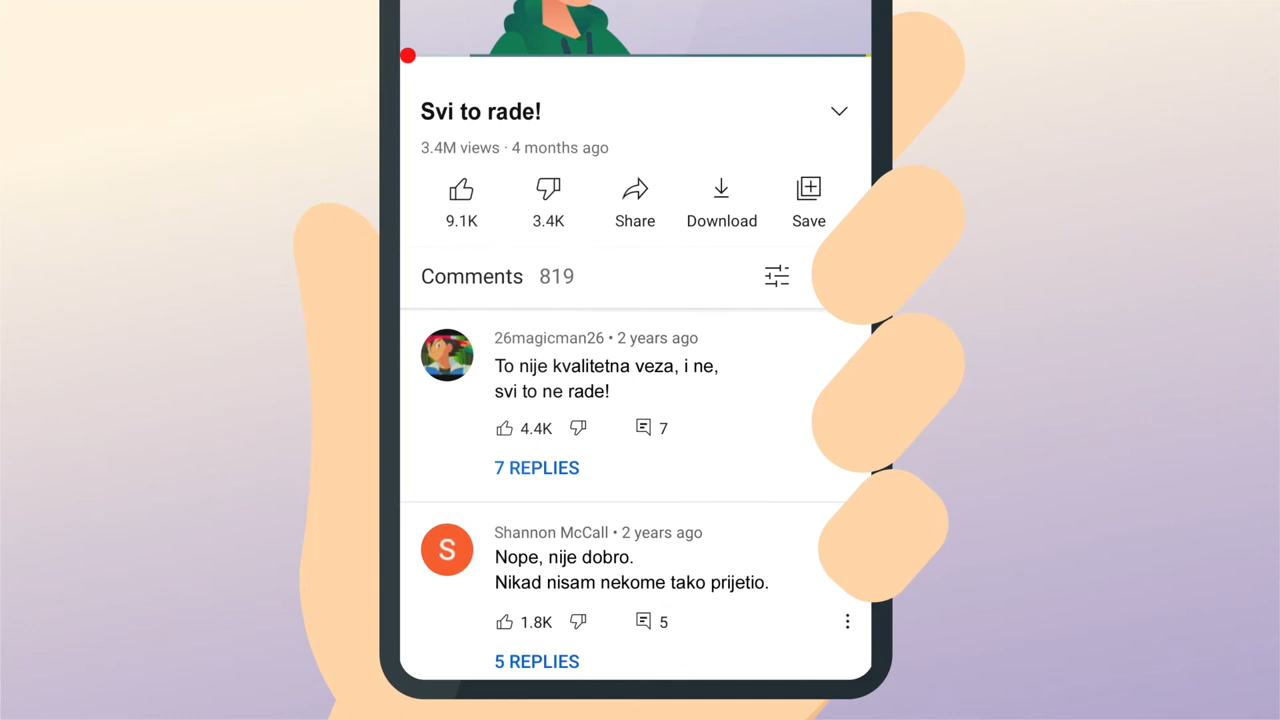 Svi to rade!
3.4M views · 4 months ago
9.1K 3.4K Share Download Save
Comments 819
26magicman26 • 2 years ago
To nije kvalitetna veza, i ne,
svi to ne rade!
4.4K 7
7 REPLIES
S
Shannon McCall • 2 years ago
Nope, nije dobro.
Nikad nisam nekome tako prijetio.
1.8K 5
5 REPLIES